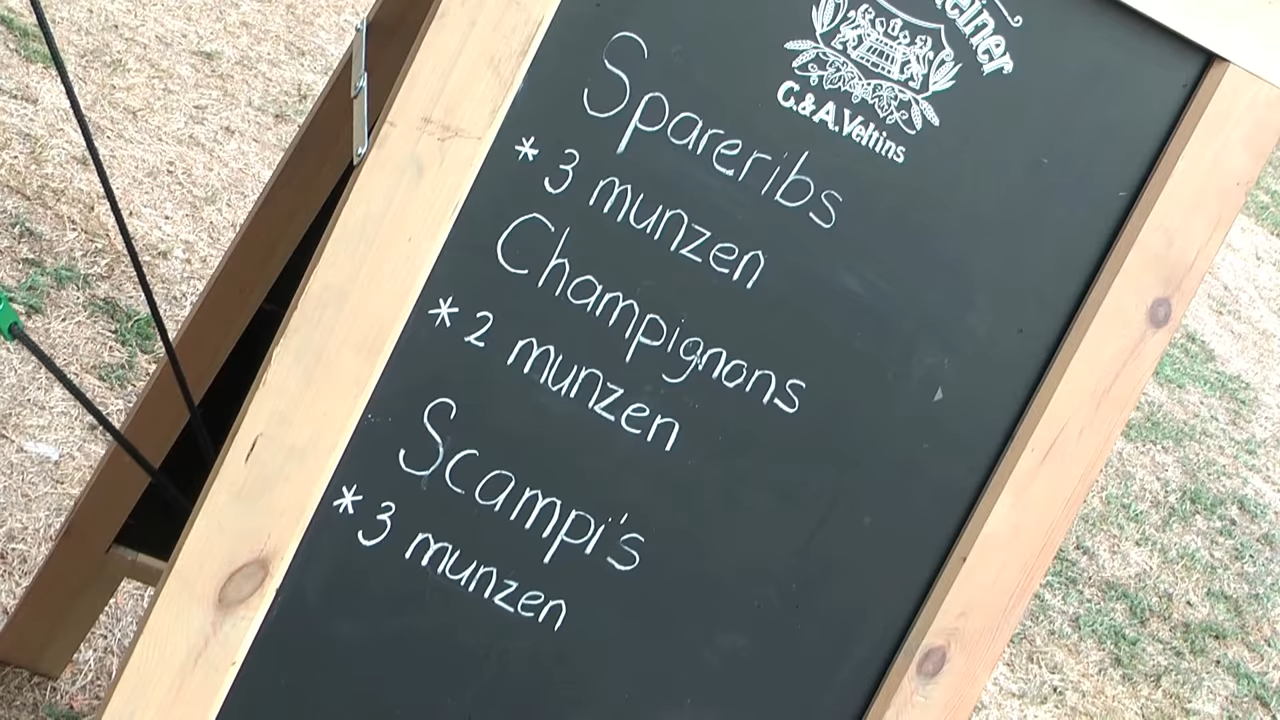 C. & A. Veltins
Spareribs
* 3 munzen
Champignons
* 2 munzen
Scampi's
* 3 munzen